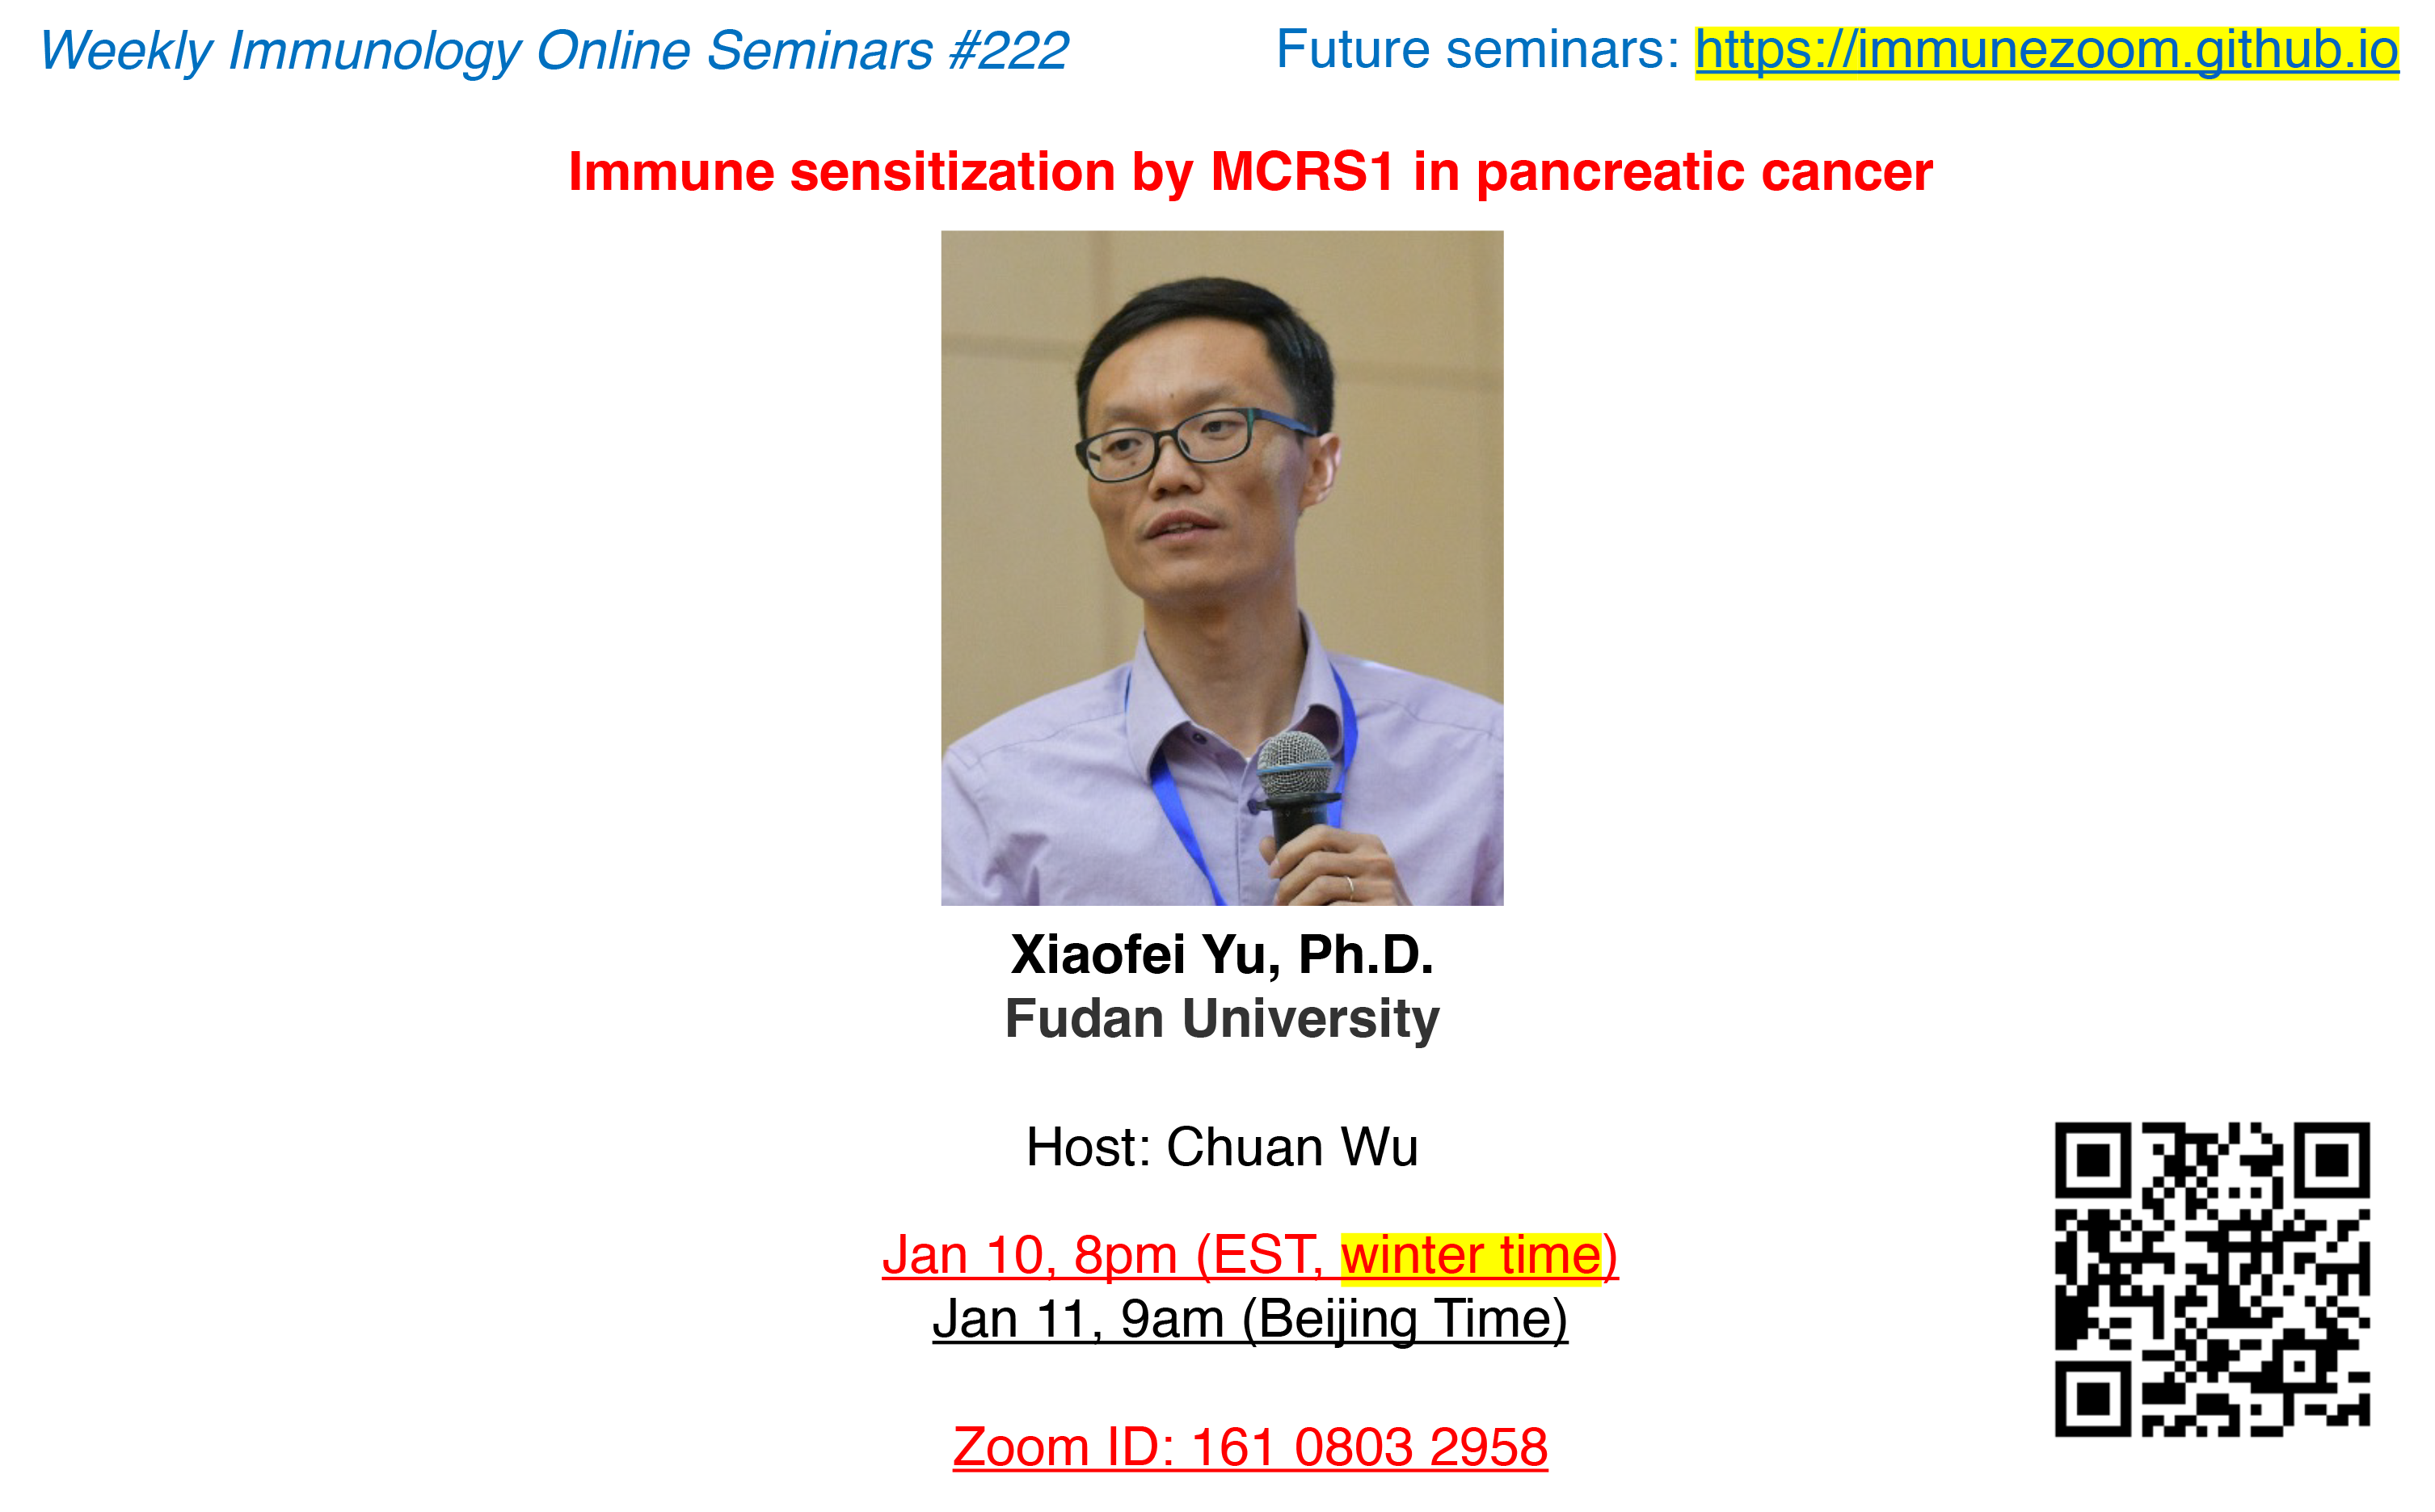 Weekly Immunology Online Seminars #222
Future seminars: https://immunezoom.github.io
Immune sensitization by MCRS1 in pancreatic cancer
Xiaofei Yu, Ph.D.
Fudan University
Host: Chuan Wu
Jan 10, 8pm (EST, winter time)
Jan 11, 9am (Beijing Time)
Zoom ID: 161 0803 2958